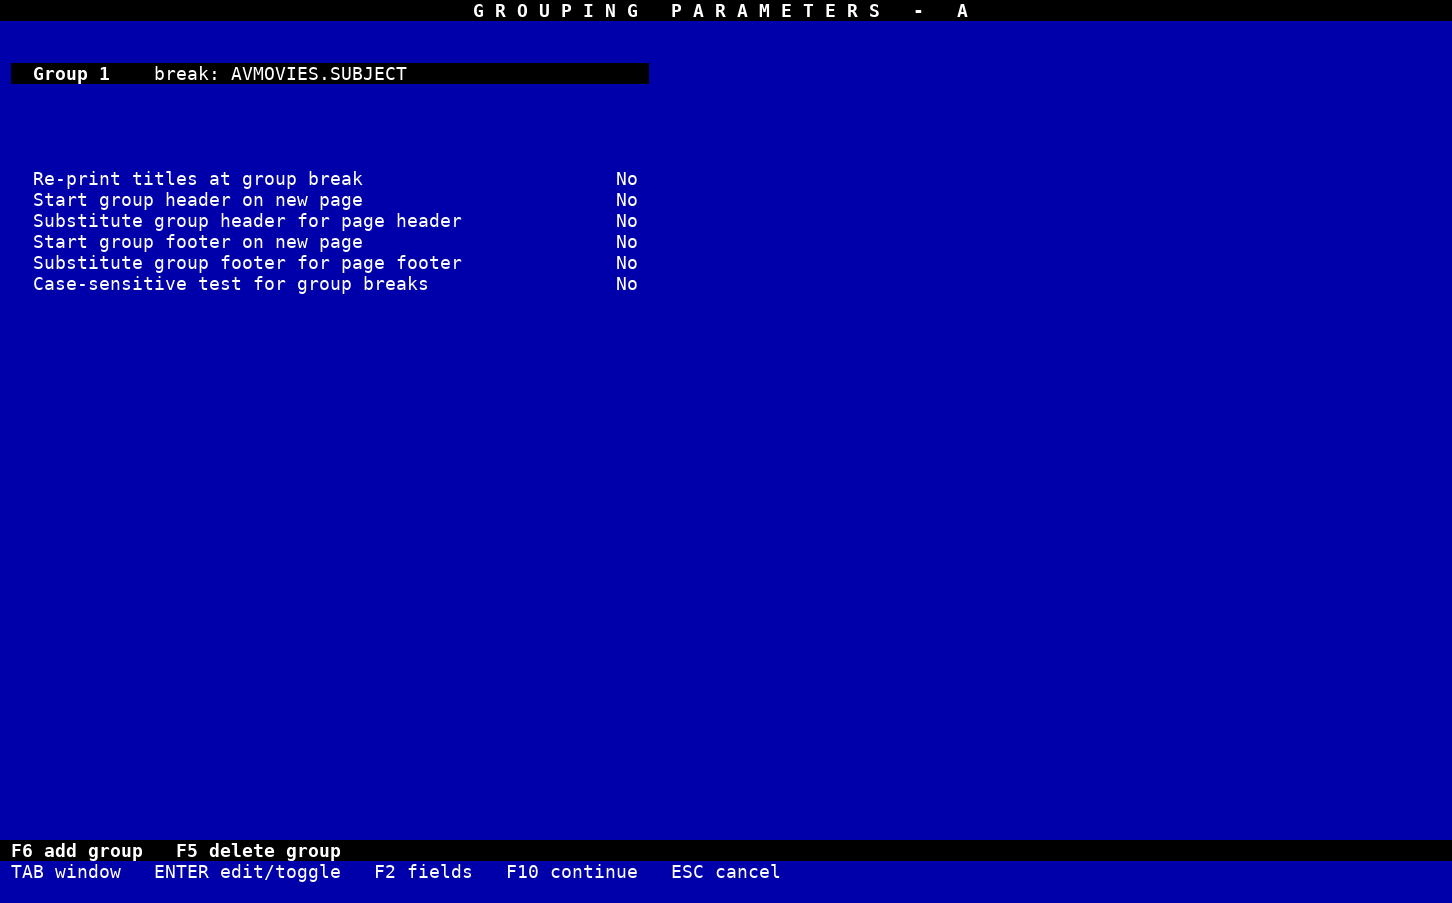 G R O U P I N G   P A R A M E T E R S   -   A
Group 1    break: AVMOVIES.SUBJECT
Re-print titles at group break                       No
Start group header on new page                       No
Substitute group header for page header              No
Start group footer on new page                       No
Substitute group footer for page footer              No
Case-sensitive test for group breaks                 No
F6 add group   F5 delete group
TAB window   ENTER edit/toggle   F2 fields   F10 continue   ESC cancel